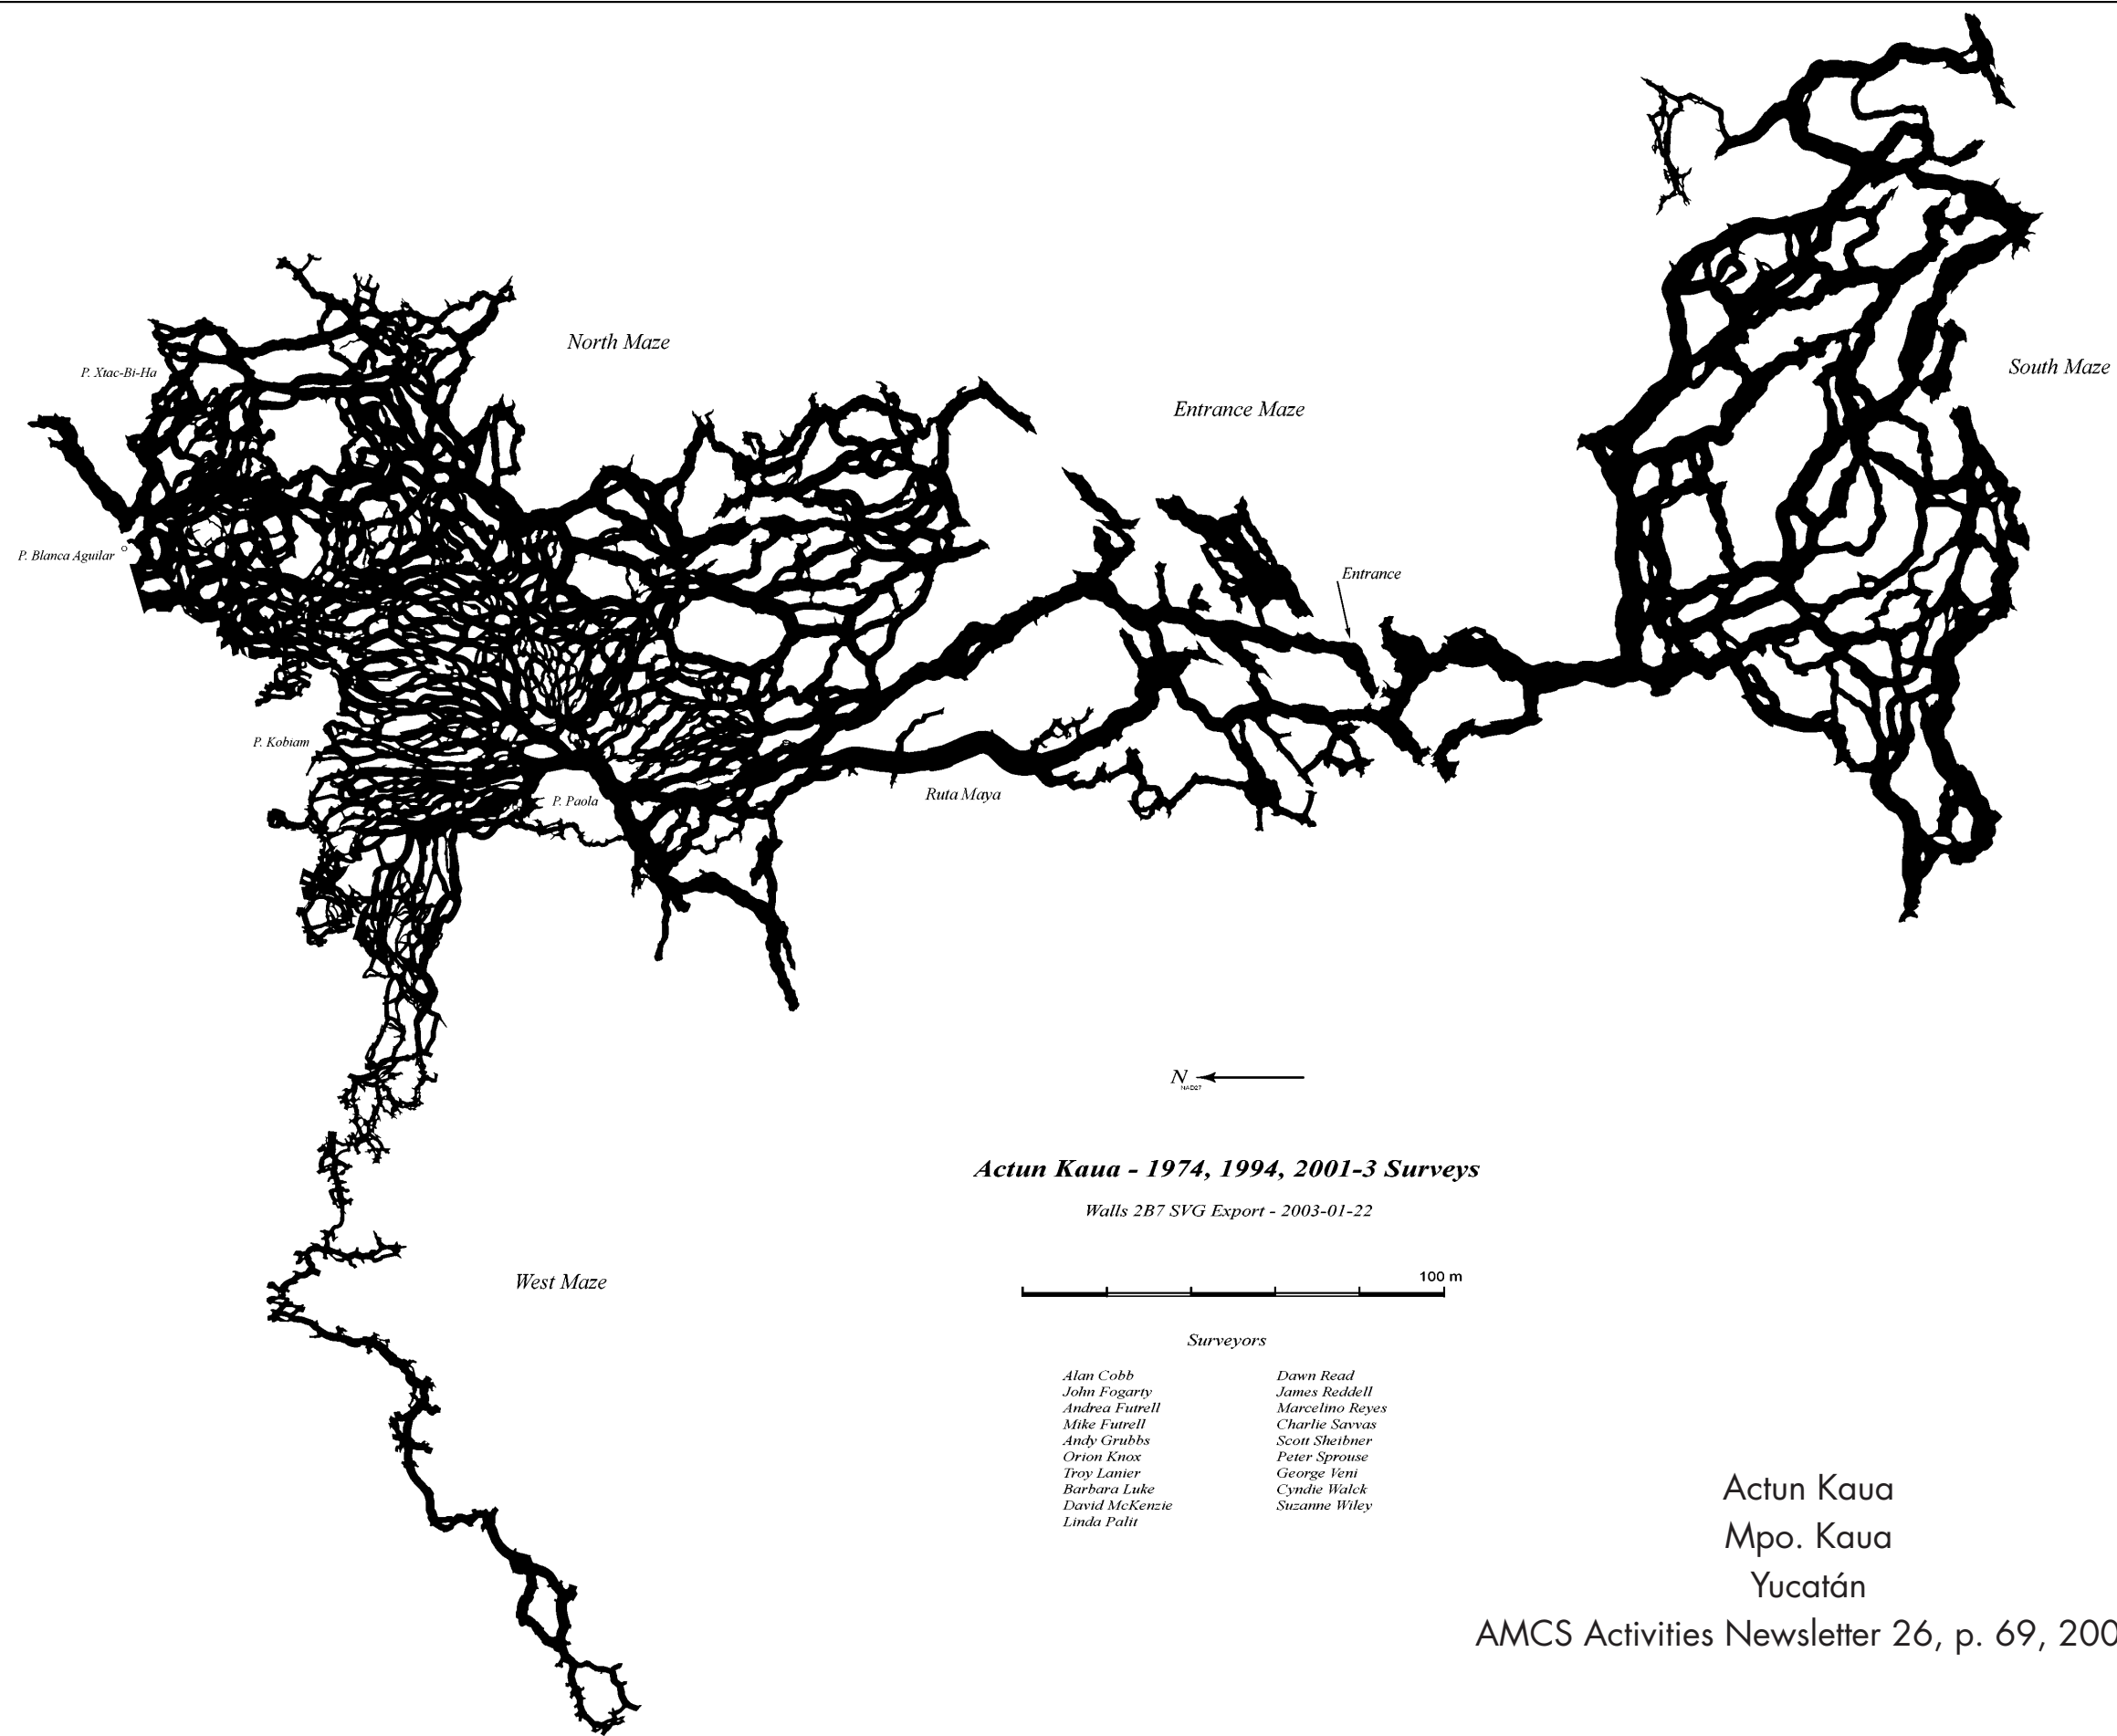 North Maze
P. Xtac-Bi-Ha
South Maze
Entrance Maze
P. Blanca Aguilar
Entrance
P. Kobiam
P. Paola
Ruta Maya
N
NAD27
Actun Kaua - 1974, 1994, 2001-3 Surveys
Walls 2B7 SVG Export - 2003-01-22
West Maze
100 m
Surveyors
Alan Cobb
John Fogarty
Andrea Futrell
Mike Futrell
Andy Grubbs
Orion Knox
Troy Lanier
Barbara Luke
David McKenzie
Linda Palit
Dawn Read
James Reddell
Marcelino Reyes
Charlie Savvas
Scott Sheibner
Peter Sprouse
George Veni
Cyndie Walck
Suzanne Wiley
Actun Kaua
Mpo. Kaua
Yucatán
AMCS Activities Newsletter 26, p. 69, 200